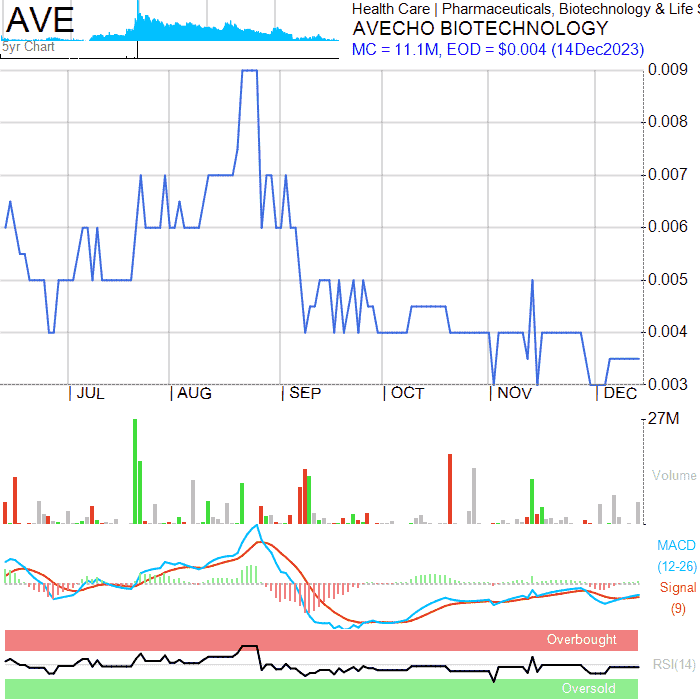 AVE
5yr Chart
Health Care | Pharmaceuticals, Biotechnology & Life S
AVECHO BIOTECHNOLOGY
MC = 11.1M, EOD = $0.004 (14Dec2023)
0.009
0.008
0.007
0.006
0.005
0.004
0.003
JUL AUG SEP OCT NOV DEC
27M
Volume
MACD
(12-26)
Signal
(9)
Overbought
RSI(14)
Oversold